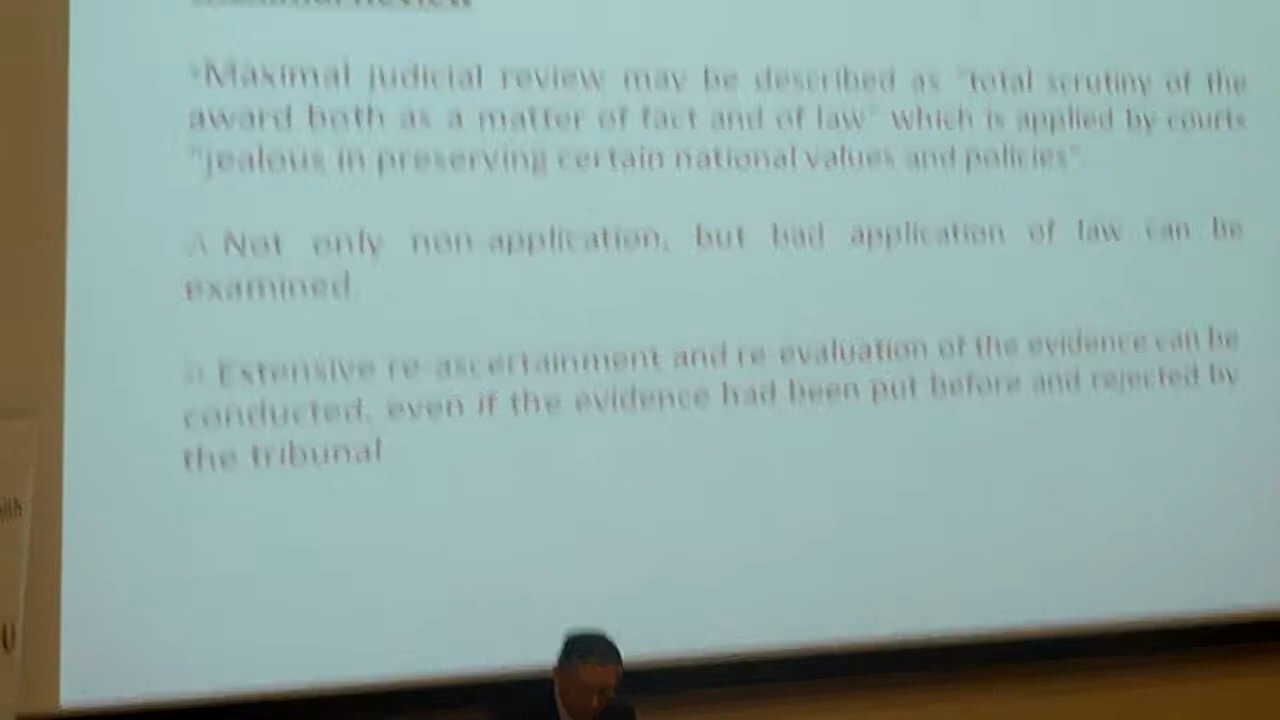 Review
Maximal judicial review may be described as "total scrutiny of the
award both as a matter of fact and of law" which is applied by courts
"jealous in preserving certain national values and policies".
Not only non-application, but bad application of law can be
examined.
Extensive re-ascertainment and re-evaluation of the evidence can be
conducted, even if the evidence had been put before and rejected by
the tribunal
ith
0